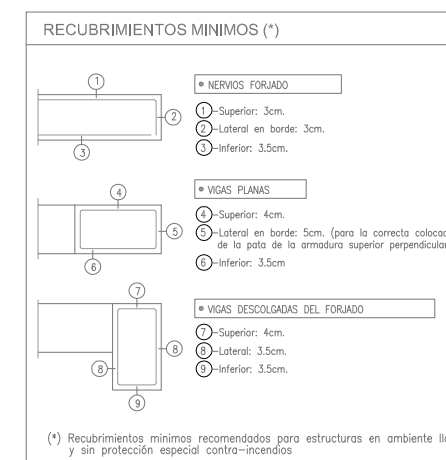 RECUBRIMIENTOS MINIMOS (*)
1
2
3
NERVIOS FORJADO
1 -Superior: 3cm.
2 -Lateral en borde: 3cm.
3 -Inferior: 3.5cm.
4
5
6
VIGAS PLANAS
4 -Superior: 4cm.
5 -Lateral en borde: 5cm. (para la correcta
de la pata de la armadura superior
6 -Inferior: 3.5cm
7
8
8
9
VIGAS DESCOLGADAS DEL FORJADO
7 -Superior: 4cm.
8 -Lateral: 3.5cm.
9 -Inferior: 3.5cm.
(*) Recubrimientos minimos recomendados para estructuras en ambiente
y sin protección especial contra-incendios